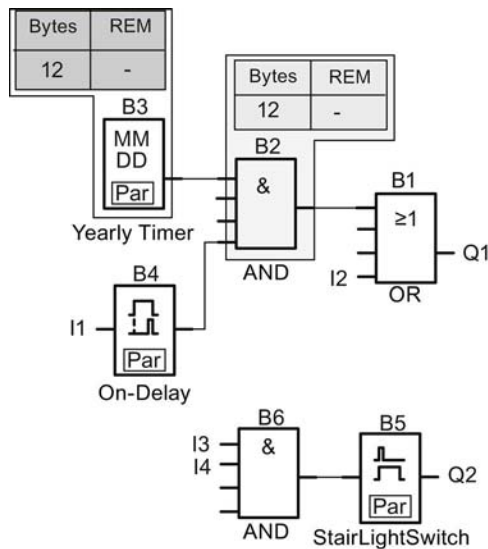 Bytes REM
12 -
B3
MM
DD
Par
Yearly Timer
Bytes REM
12 -
B2
&
AND
B1
≥1
Q1
I2
OR
B4
I1
Par
On-Delay
B6
I3
&
I4
AND
B5
Q2
Par
StairLightSwitch